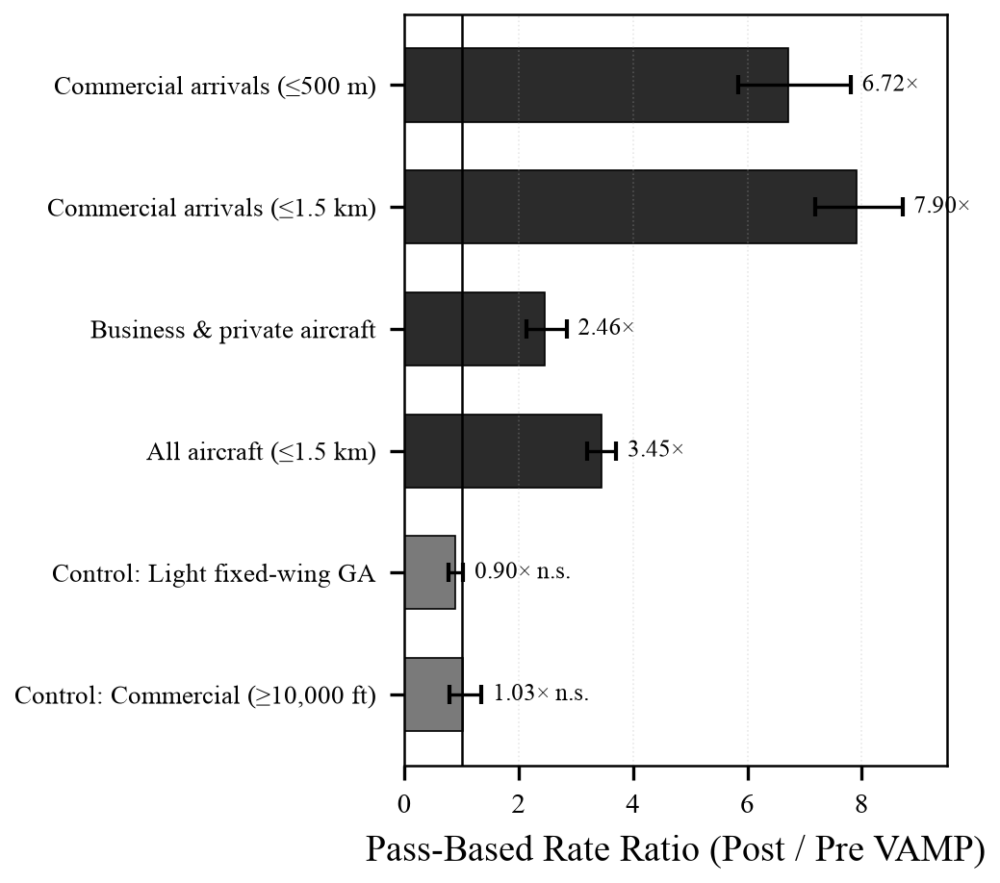 Commercial arrivals (≤500 m)
6.72×
Commercial arrivals (≤1.5 km)
7.90×
Business & private aircraft
2.46×
All aircraft (≤1.5 km)
3.45×
Control: Light fixed-wing GA
0.90× n.s.
Control: Commercial (≥10,000 ft)
1.03× n.s.
0 2 4 6 8
Pass-Based Rate Ratio (Post / Pre VAMP)